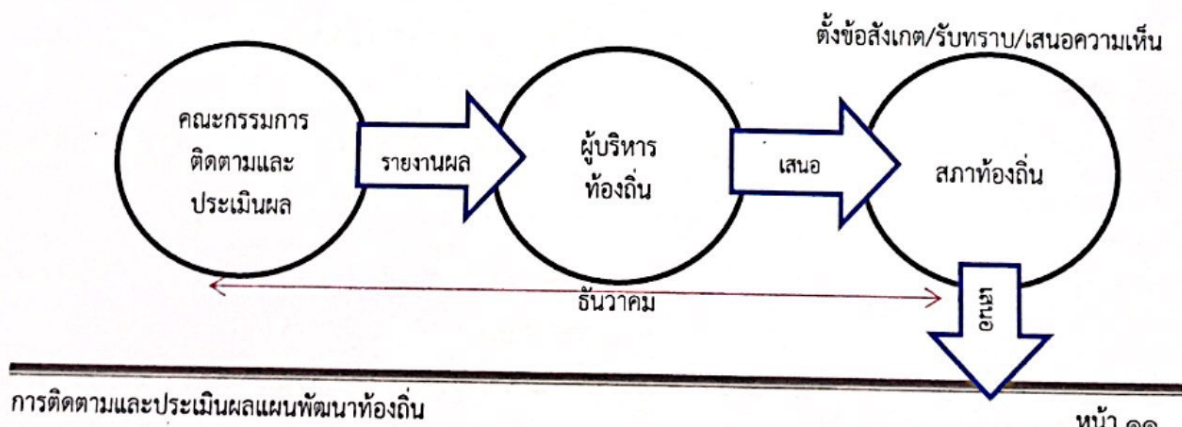 ตั้งข้อสังเกต/รับทราบ/เสนอความเห็น
คณะกรรมการ
ติดตามและ
ประเมินผล
รายงานผล
ผู้บริหาร
ท้องถิ่น
เสนอ
สภาท้องถิ่น
ธันวาคม
เสนอ
การติดตามและประเมินผลแผนพัฒนาท้องถิ่น
หน้า ๑๑